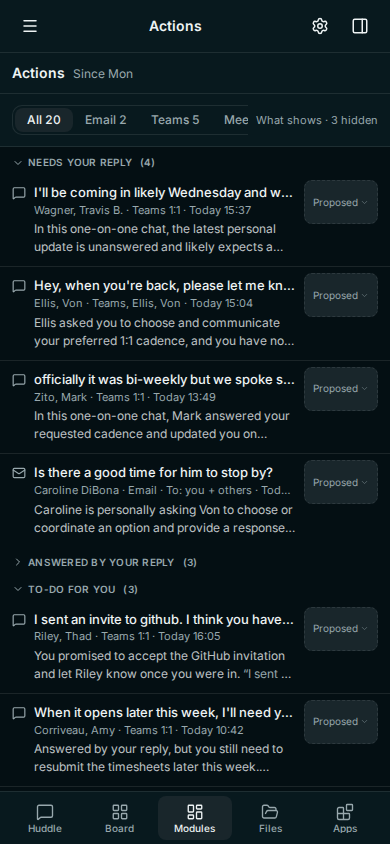 Actions
Actions Since Mon
All 20 Email 2 Teams 5 Mee What shows · 3 hidden
NEEDS YOUR REPLY (4)
I'll be coming in likely Wednesday and w...
Proposed
Wagner, Travis B. · Teams 1:1 · Today 15:37
In this one-on-one chat, the latest personal
update is unanswered and likely expects a...
Hey, when you're back, please let me kn...
Proposed
Ellis, Von · Teams, Ellis, Von · Today 15:04
Ellis asked you to choose and communicate
your preferred 1:1 cadence, and you have no...
officially it was bi-weekly but we spoke s...
Proposed
Zito, Mark · Teams 1:1 · Today 13:49
In this one-on-one chat, Mark answered your
requested cadence and updated you on...
Is there a good time for him to stop by?
Proposed
Caroline DiBona · Email · To: you + others · Tod...
Caroline is personally asking Von to choose or
coordinate an option and provide a response...
ANSWERED BY YOUR REPLY (3)
TO-DO FOR YOU (3)
I sent an invite to github. I think you have...
Proposed
Riley, Thad · Teams 1:1 · Today 16:05
You promised to accept the GitHub invitation
and let Riley know once you were in. “I sent ...
When it opens later this week, I'll need y...
Proposed
Corriveau, Amy · Teams 1:1 · Today 10:42
Answered by your reply, but you still need to
resubmit the timesheets later this week....
Huddle Board Modules Files Apps